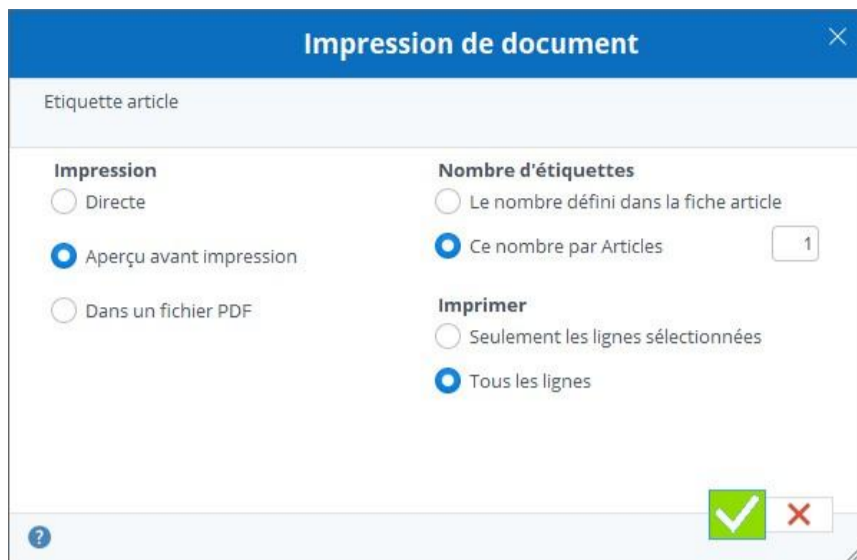 Impression de document
Etiquette article
Impression
Directe
Aperçu avant impression
Dans un fichier PDF
Nombre d'étiquettes
Le nombre défini dans la fiche article
Ce nombre par Articles 1
Imprimer
Seulement les lignes sélectionnées
Tous les lignes
?